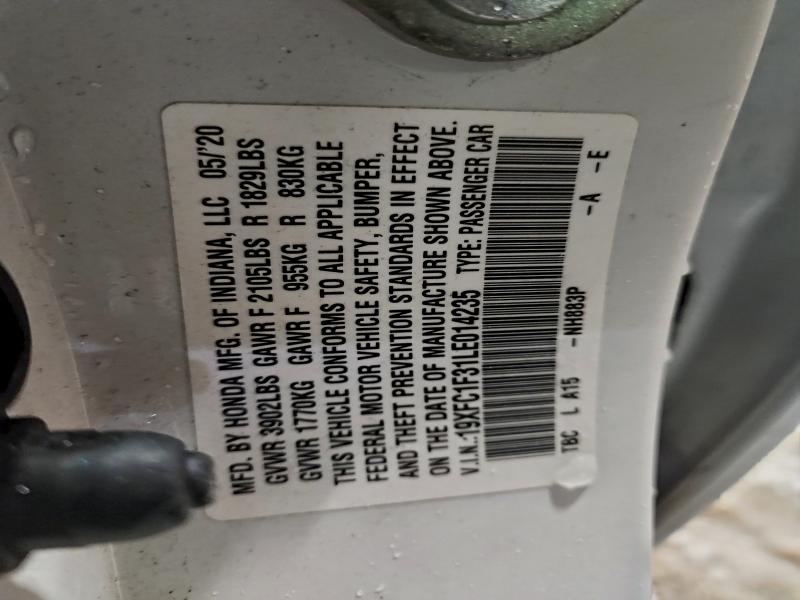 MFD. BY HONDA MFG. OF INDIANA, LLC 05/'20
GVWR 3902LBS GAWR F 2105LBS R 1829LBS
GVWR 1770KG GAWR F 955KG R 830KG
THIS VEHICLE CONFORMS TO ALL APPLICABLE
FEDERAL MOTOR VEHICLE SAFETY, BUMPER,
AND THEFT PREVENTION STANDARDS IN EFFECT
ON THE DATE OF MANUFACTURE SHOWN ABOVE.
V.I.N.:19XFC1F31LE014235 TYPE: PASSENGER CAR
TBC L A15 -NH883P -A -E